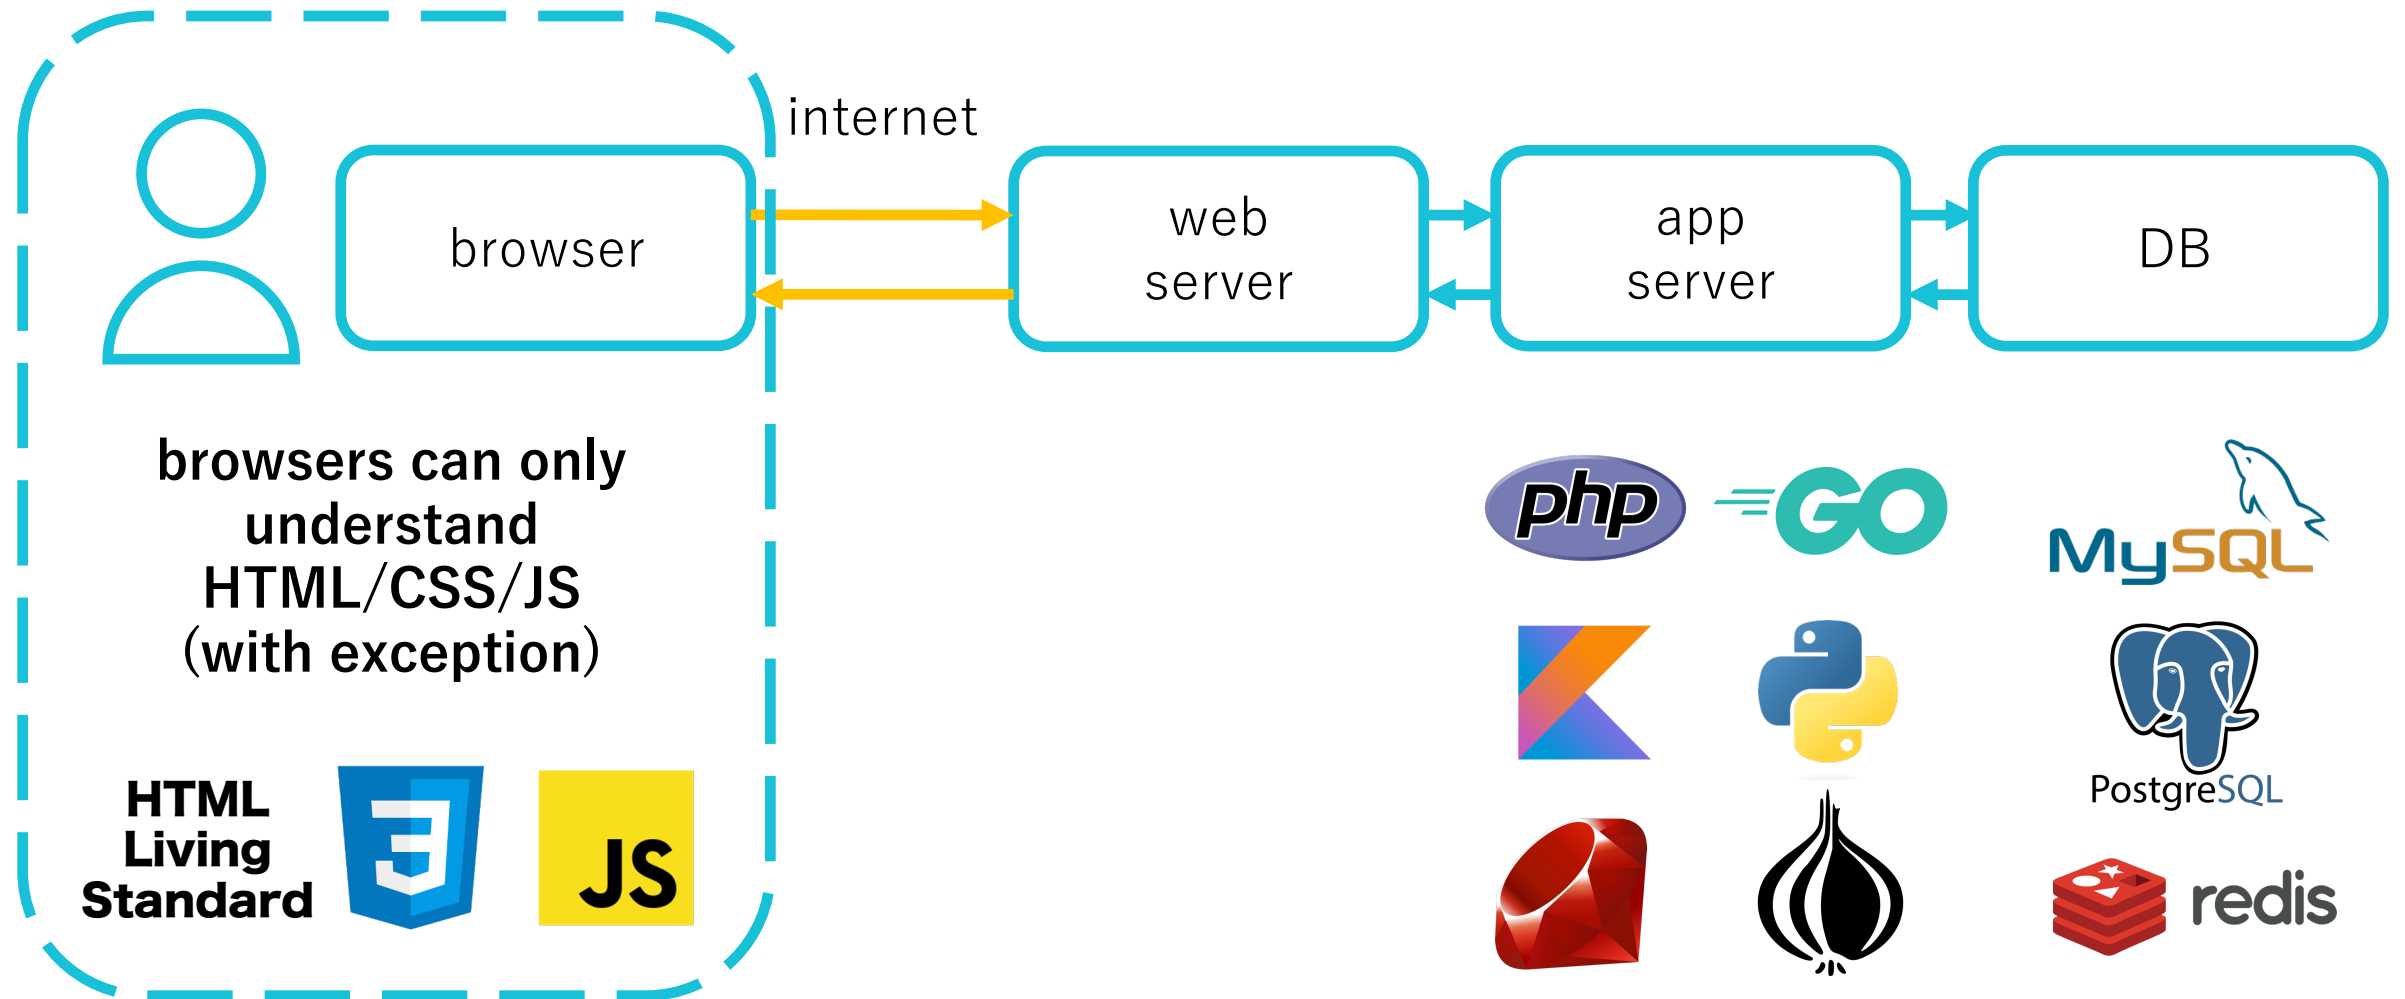 internet
browser
web
server
app
server
DB
browsers can only
understand
HTML/CSS/JS
(with exception)
HTML
Living
Standard
3
JS
php
GO
MySQL
PostgreSQL
redis